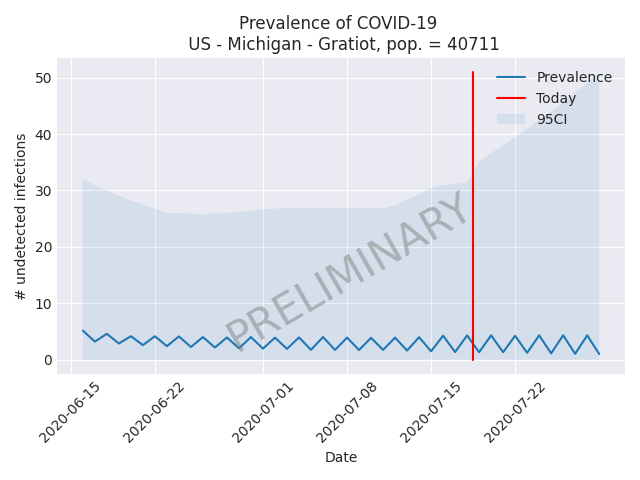 Prevalence of COVID-19
US - Michigan - Gratiot, pop. = 40711
Prevalence
Today
95CI
50
40
30
20
10
0
# undetected infections
PRELIMINARY
2020-06-15
2020-06-22
2020-07-01
2020-07-08
2020-07-15
2020-07-22
Date